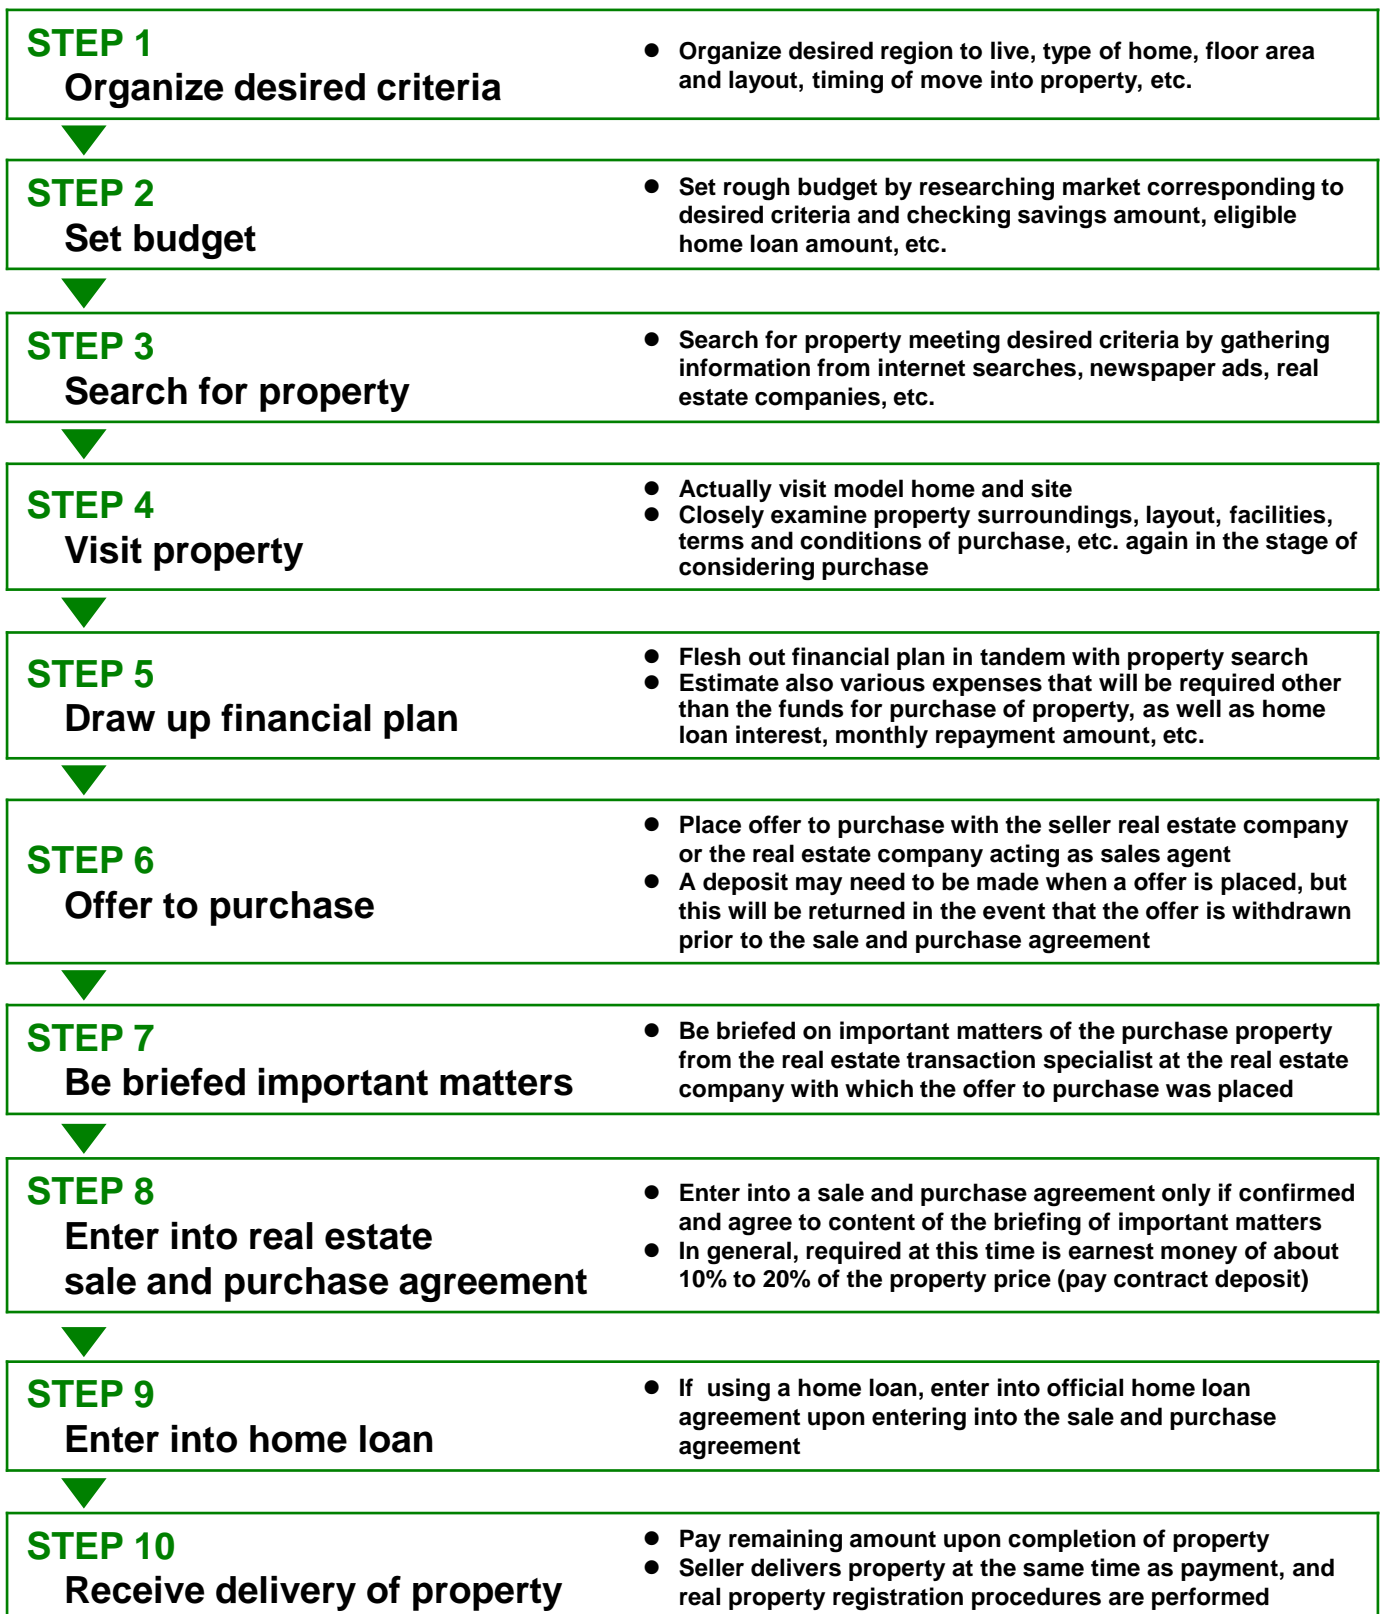 STEP 1
Organize desired criteria
● Organize desired region to live, type of home, floor area
and layout, timing of move into property, etc.
STEP 2
Set budget
● Set rough budget by researching market corresponding to
desired criteria and checking savings amount, eligible
home loan amount, etc.
STEP 3
Search for property
● Search for property meeting desired criteria by gathering
information from internet searches, newspaper ads, real
estate companies, etc.
STEP 4
Visit property
● Actually visit model home and site
● Closely examine property surroundings, layout, facilities,
terms and conditions of purchase, etc. again in the stage of
considering purchase
STEP 5
Draw up financial plan
● Flesh out financial plan in tandem with property search
● Estimate also various expenses that will be required other
than the funds for purchase of property, as well as home
loan interest, monthly repayment amount, etc.
STEP 6
Offer to purchase
● Place offer to purchase with the seller real estate company
or the real estate company acting as sales agent
● A deposit may need to be made when a offer is placed, but
this will be returned in the event that the offer is withdrawn
prior to the sale and purchase agreement
STEP 7
Be briefed important matters
● Be briefed on important matters of the purchase property
from the real estate transaction specialist at the real estate
company with which the offer to purchase was placed
STEP 8
Enter into real estate
sale and purchase agreement
● Enter into a sale and purchase agreement only if confirmed
and agree to content of the briefing of important matters
● In general, required at this time is earnest money of about
10% to 20% of the property price (pay contract deposit)
STEP 9
Enter into home loan
● If using a home loan, enter into official home loan
agreement upon entering into the sale and purchase
agreement
STEP 10
Receive delivery of property
● Pay remaining amount upon completion of property
● Seller delivers property at the same time as payment, and
real property registration procedures are performed